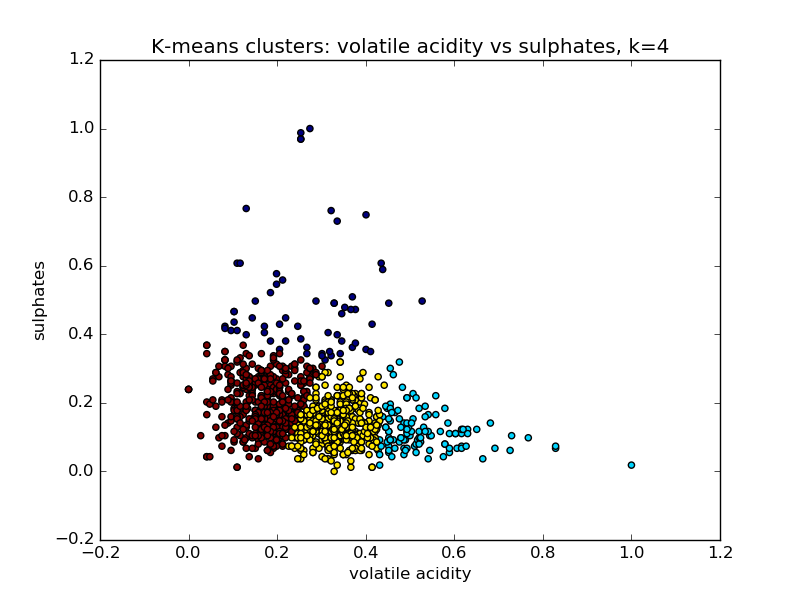 K-means clusters: volatile acidity vs sulphates, k=4
1.2
1.0
0.8
0.6
0.4
0.2
0.0
−0.2
sulphates
−0.2 0.0 0.2 0.4 0.6 0.8 1.0 1.2
volatile acidity